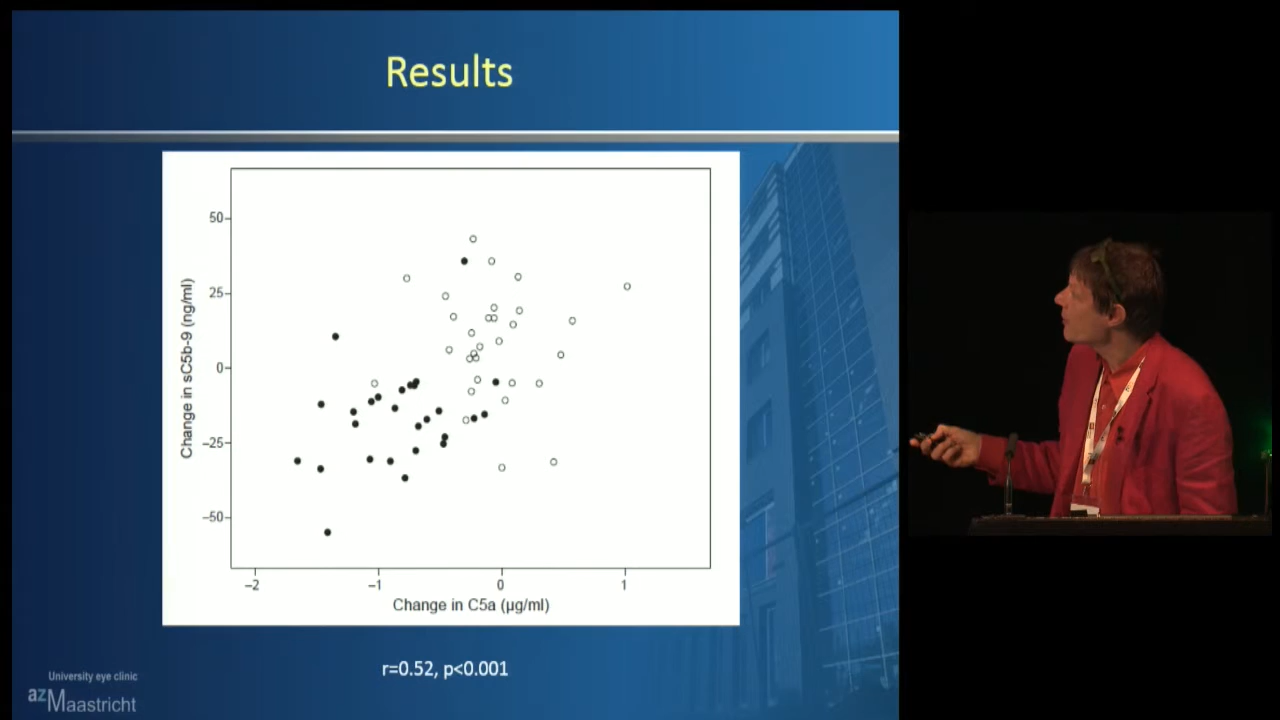 Results
50
25
0
−25
−50
Change in sC5b-9 (ng/ml)
−2
−1
0
1
Change in C5a (µg/ml)
r=0.52, p<0.001
University eye clinic
azMaastricht